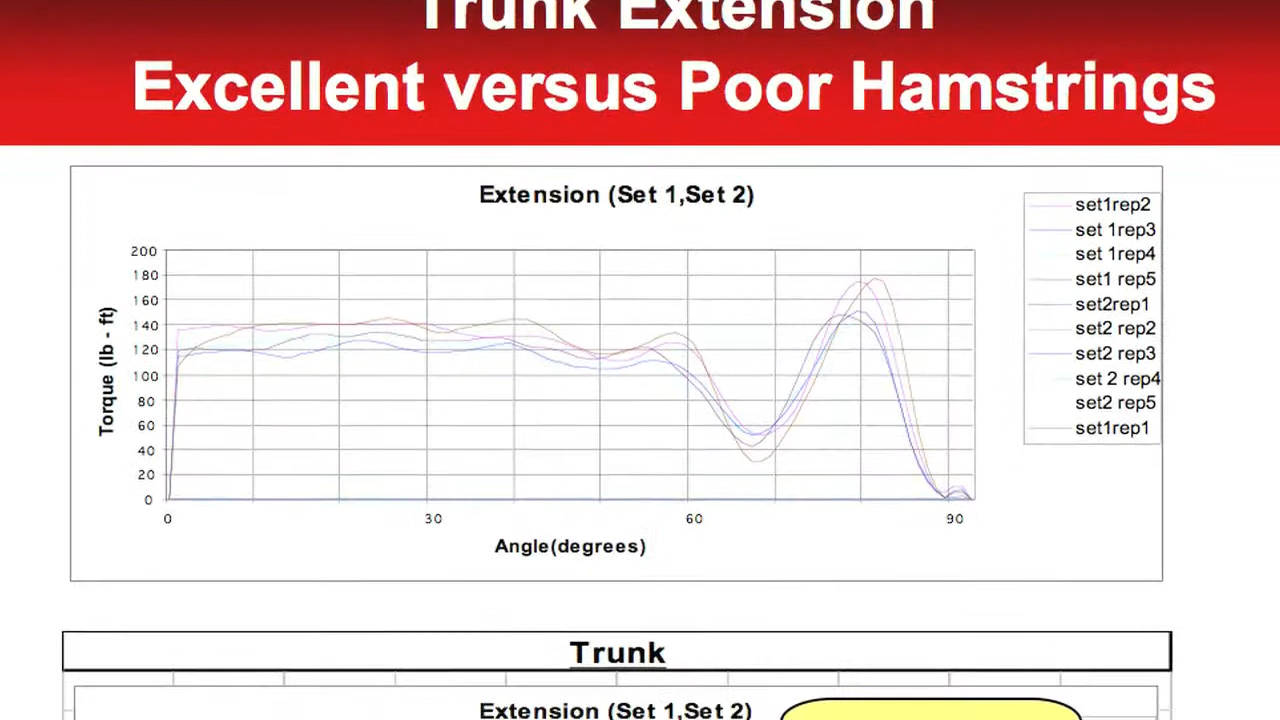 Trunk Extension
Excellent versus Poor Hamstrings
Extension (Set 1,Set 2)
200
180
160
140
120
100
80
60
40
20
0
Torque (lb - ft)
0 30 60 90
Angle(degrees)
set1rep2
set 1rep3
set 1rep4
set1 rep5
set2rep1
set2 rep2
set2 rep3
set 2 rep4
set2 rep5
set1rep1
Trunk
Extension (Set 1,Set 2)